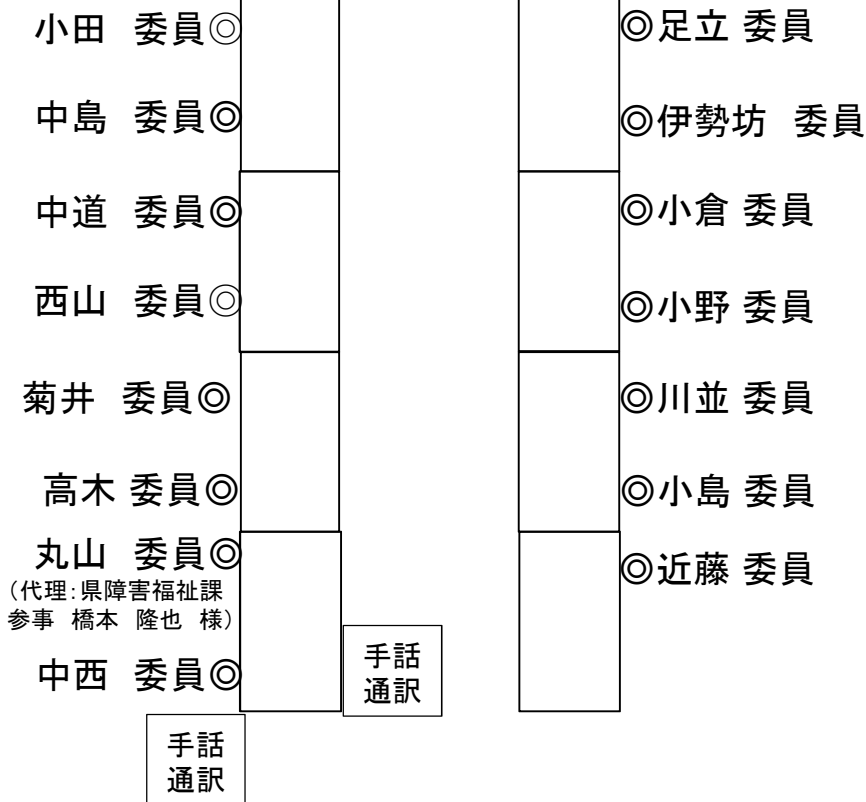 小田　委員◎
中島　委員◎
中道　委員◎
西山　委員◎
菊井　委員◎
高木 委員◎
丸山　委員◎
（代理：県障害福祉課
参事　橋本　隆也　様）
中西　委員◎
手話
通訳
手話
通訳
◎足立 委員
◎伊勢坊　委員
◎小倉 委員
◎小野 委員
◎川並 委員
◎小島 委員
◎近藤 委員